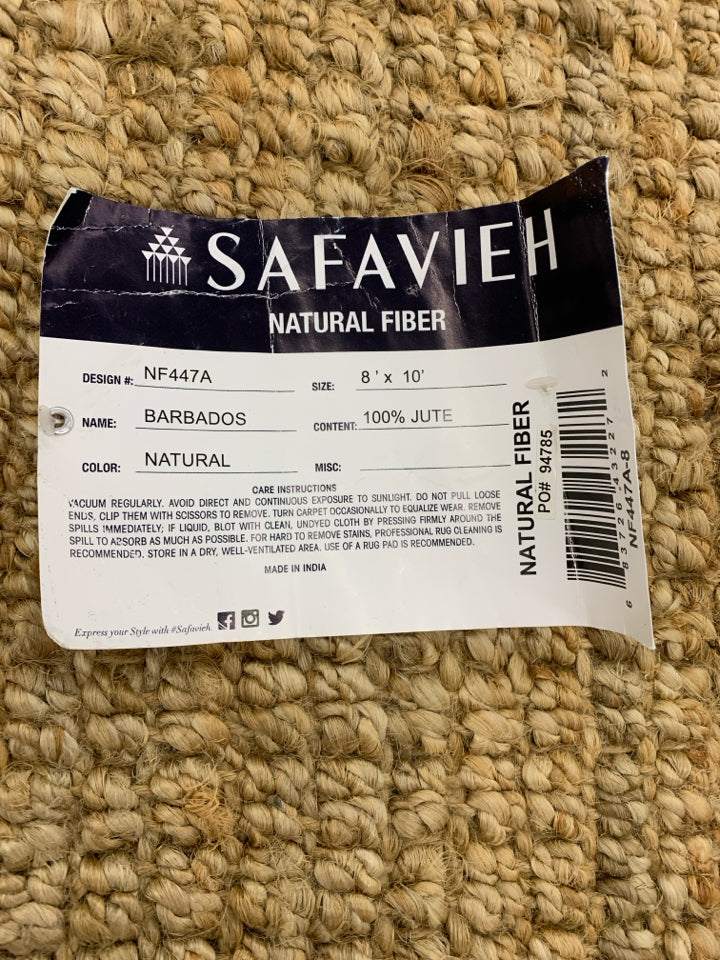 SAFAVIEH
NATURAL FIBER
DESIGN #: NF447A
SIZE: 8 ' x 10'
NAME: BARBADOS
CONTENT: 100% JUTE
COLOR: NATURAL
MISC:
CARE INSTRUCTIONS
VACUUM REGULARLY. AVOID DIRECT AND CONTINUOUS EXPOSURE TO SUNLIGHT. DO NOT PULL LOOSE
ENDS, CLIP THEM WITH SCISSORS TO REMOVE. TURN CARPET OCCASIONALLY TO EQUALIZE WEAR. REMOVE
SPILLS IMMEDIATELY; IF LIQUID, BLOT WITH CLEAN, UNDYED CLOTH BY PRESSING FIRMLY AROUND THE
SPILL TO ABSORB AS MUCH AS POSSIBLE. FOR HARD TO REMOVE STAINS, PROFESSIONAL RUG CLEANING IS
RECOMMENDED. STORE IN A DRY, WELL-VENTILATED AREA. USE OF A RUG PAD IS RECOMMENDED.
MADE IN INDIA
Express your Style with #Safavieh.
NATURAL FIBER
PO# 94785
6 83726 43227 2
NF447A-8